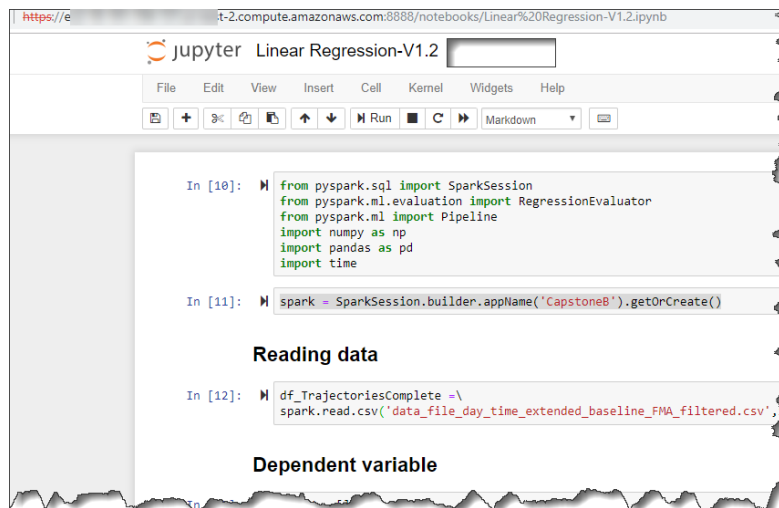 https://e t-2.compute.amazonaws.com:8888/notebooks/Linear%20Regression-V1.2.ipynb
jupyter Linear Regression-V1.2
File Edit View Insert Cell Kernel Widgets Help
Run Markdown
In [10]: from pyspark.sql import SparkSession
from pyspark.ml.evaluation import RegressionEvaluator
from pyspark.ml import Pipeline
import numpy as np
import pandas as pd
import time
In [11]: spark = SparkSession.builder.appName('CapstoneB').getOrCreate()
Reading data
In [12]: df_TrajectoriesComplete =\
spark.read.csv('data_file_day_time_extended_baseline_FMA_filtered.csv',
Dependent variable